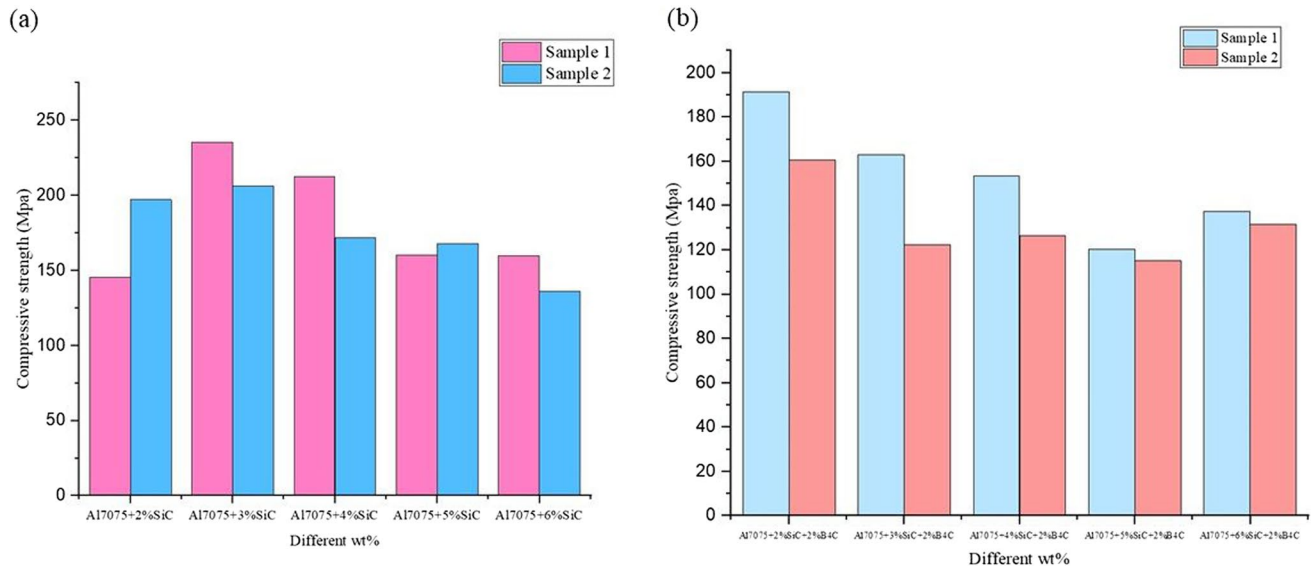 (a)
Sample 1
Sample 2
Compressive strength (Mpa)
250
200
150
100
50
0
Al7075+2%SiC Al7075+3%SiC Al7075+4%SiC Al7075+5%SiC Al7075+6%SiC
Different wt%
(b)
Sample 1
Sample 2
Compressive strength (Mpa)
200
180
160
140
120
100
80
60
40
20
0
Al7075+2%SiC+2%B4C Al7075+3%SiC+2%B4C Al7075+4%SiC+2%B4C Al7075+5%SiC+2%B4C Al7075+6%SiC+2%B4C
Different wt%